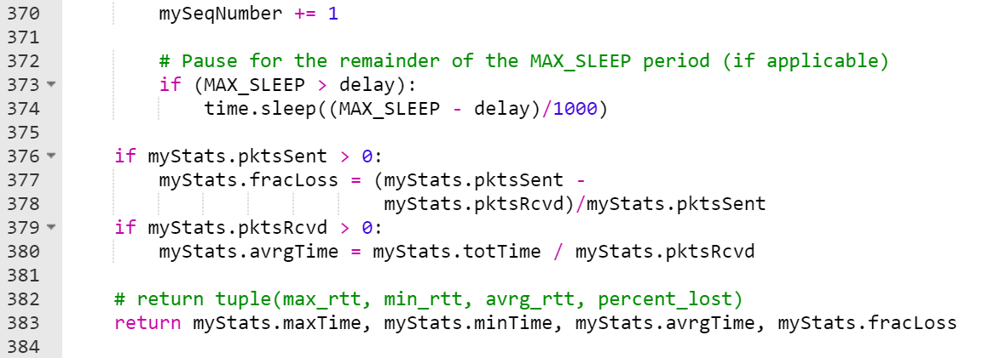 370 mySeqNumber += 1
371
372 # Pause for the remainder of the MAX_SLEEP period (if applicable)
373 if (MAX_SLEEP > delay):
374 time.sleep((MAX_SLEEP - delay)/1000)
375
376 if myStats.pktsSent > 0:
377 myStats.fracLoss = (myStats.pktsSent -
378 myStats.pktsRcvd)/myStats.pktsSent
379 if myStats.pktsRcvd > 0:
380 myStats.avrgTime = myStats.totTime / myStats.pktsRcvd
381
382 # return tuple(max_rtt, min_rtt, avrg_rtt, percent_lost)
383 return myStats.maxTime, myStats.minTime, myStats.avrgTime, myStats.fracLoss
384